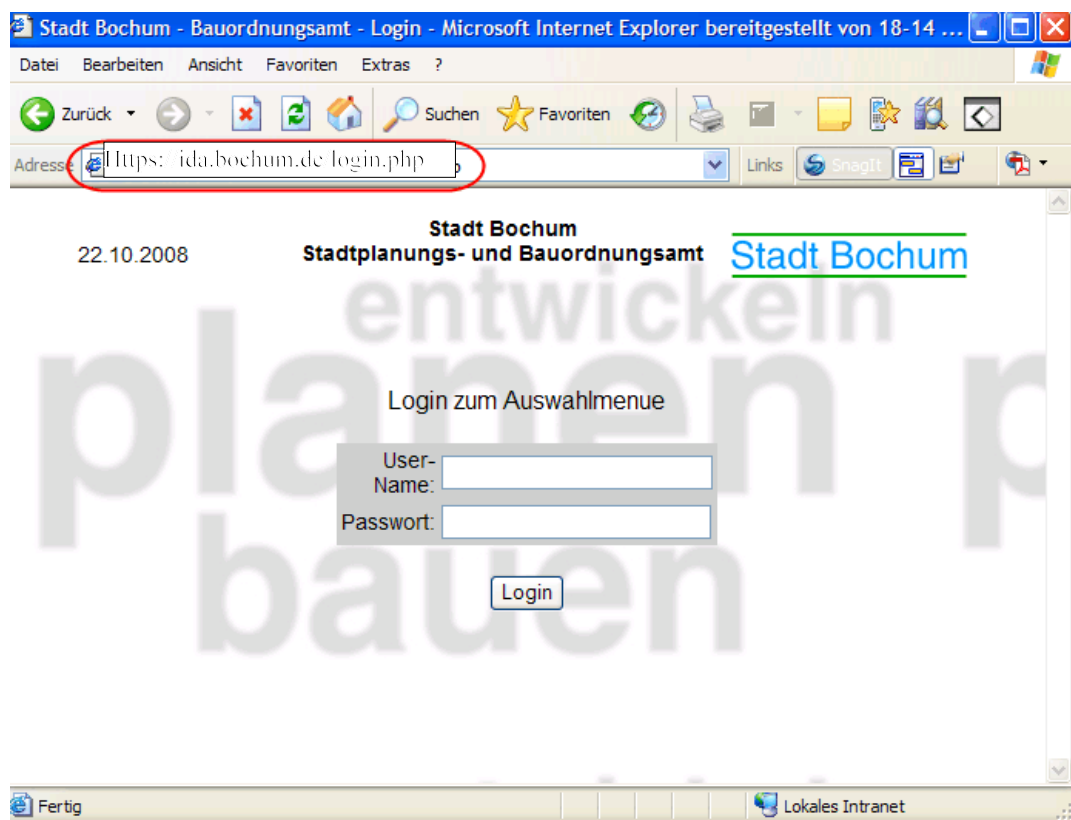 Stadt Bochum - Bauordnungsamt - Login - Microsoft Internet Explorer bereitgestellt von 18-14 ...
Datei Bearbeiten Ansicht Favoriten Extras ?
Zurück Suchen Favoriten
Adresse Https://ida.bochum.de/login.php Links SnagIt
22.10.2008
Stadt Bochum
Stadtplanungs- und Bauordnungsamt
Stadt Bochum
entwickeln
planen p
bauen
Login zum Auswahlmenue
User-
Name:
Passwort:
Login
Fertig Lokales Intranet